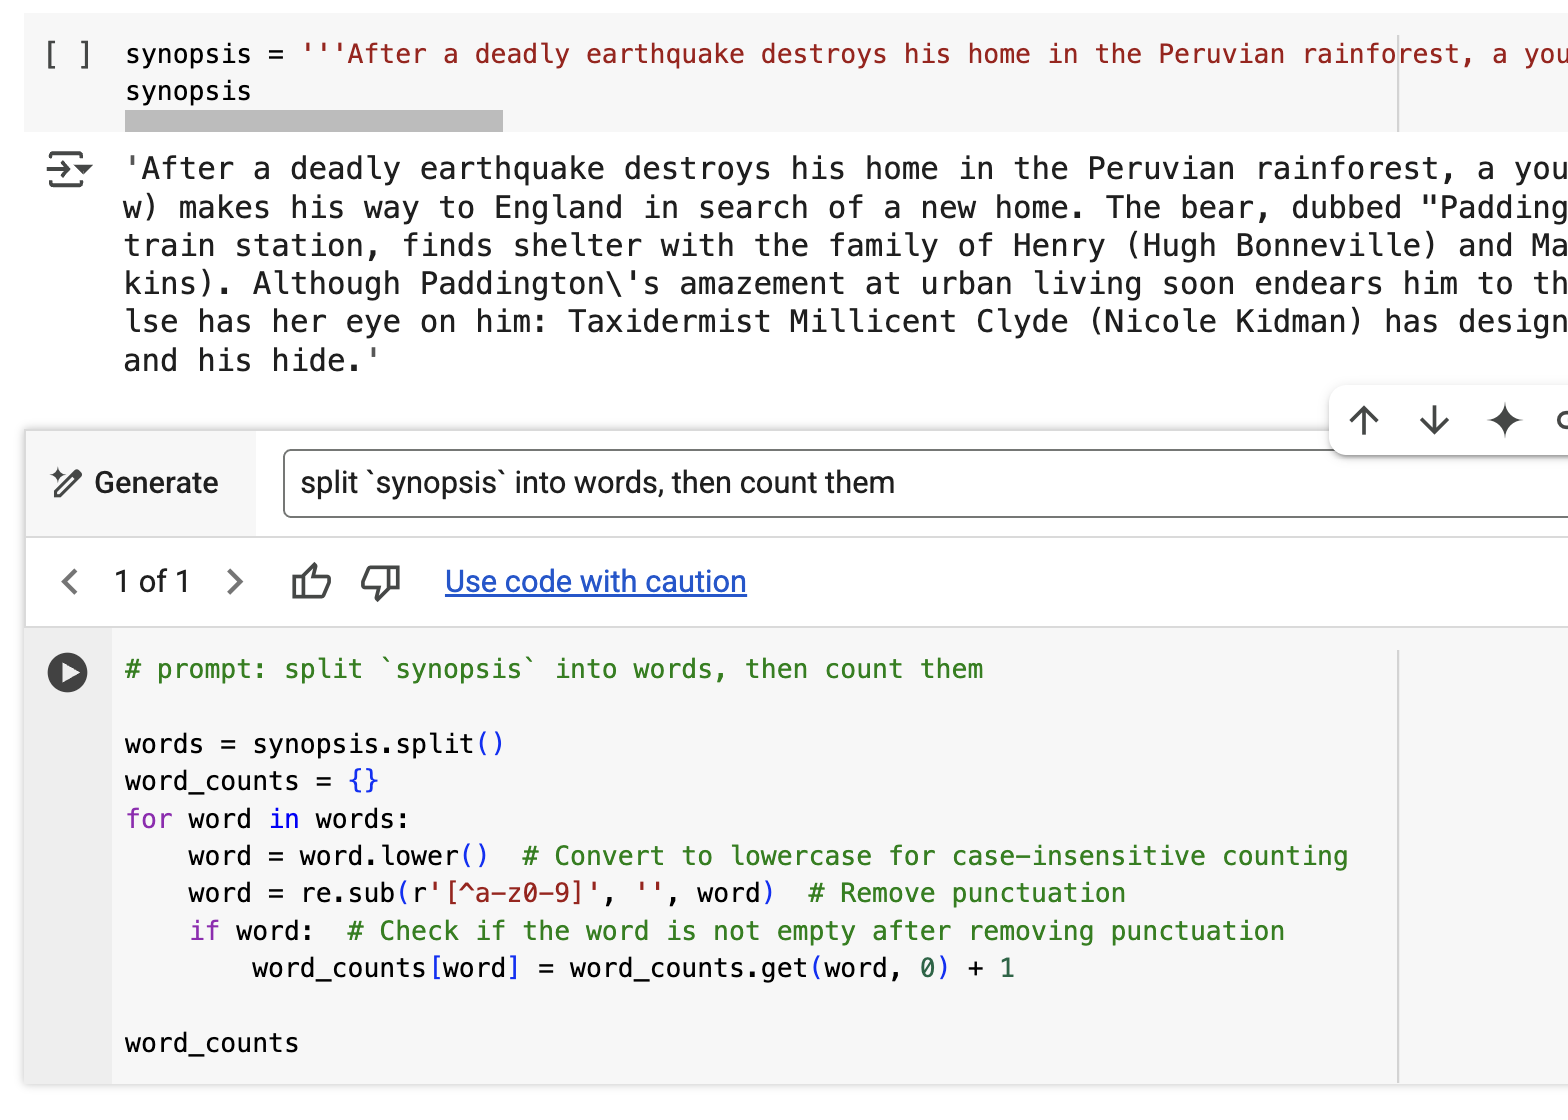 [ ] synopsis = '''After a deadly earthquake destroys his home in the Peruvian rainforest, a you
synopsis
'After a deadly earthquake destroys his home in the Peruvian rainforest, a you
w) makes his way to England in search of a new home. The bear, dubbed "Padding
train station, finds shelter with the family of Henry (Hugh Bonneville) and Ma
kins). Although Paddington\'s amazement at urban living soon endears him to th
lse has her eye on him: Taxidermist Millicent Clyde (Nicole Kidman) has design
and his hide.'
Generate split `synopsis` into words, then count them
1 of 1 Use code with caution
# prompt: split `synopsis` into words, then count them
words = synopsis.split()
word_counts = {}
for word in words:
    word = word.lower()  # Convert to lowercase for case-insensitive counting
    word = re.sub(r'[^a-z0-9]', '', word)  # Remove punctuation
    if word:  # Check if the word is not empty after removing punctuation
        word_counts[word] = word_counts.get(word, 0) + 1
word_counts